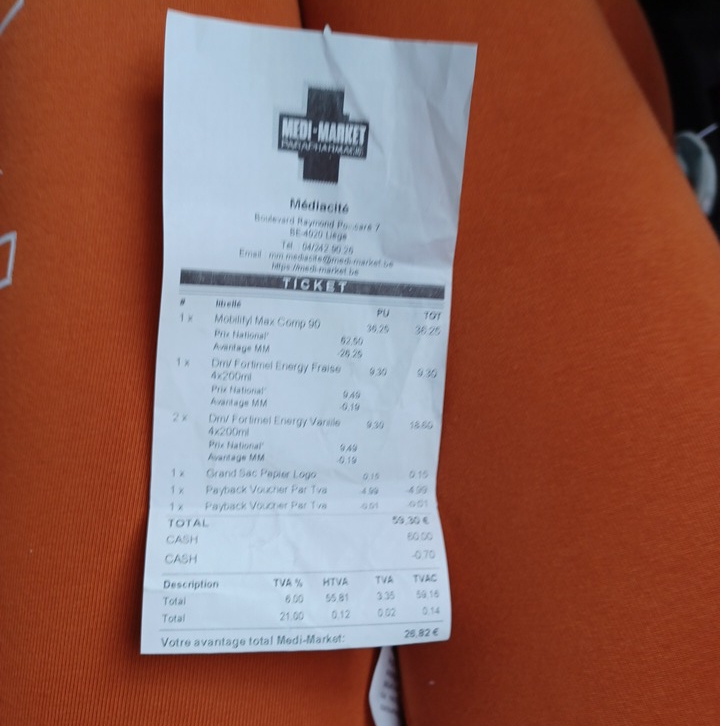 MEDI-MARKET
PARAPHARMACIE
Médiacité
Boulevard Raymond Poincaré 7
BE-4020 Liège
Tél : 04/242.90.26
Email : mm.mediacite@medi-market.be
https://medi-market.be
TICKET
# libellé PU TOT
1 x Mobilityl Max Comp 90 36,25 36,25
Prix National* 62,50
Avantage MM -26,25
1 x Dm/ Fortimel Energy Fraise 9,30 9,30
4x200ml
Prix National* 9,49
Avantage MM -0,19
2 x Dm/ Fortimel Energy Vanille 9,30 18,60
4x200ml
Prix National* 9,49
Avantage MM -0,19
1 x Grand Sac Papier Logo 0,15 0,15
1 x Payback Voucher Par Tva -4,99 -4,99
1 x Payback Voucher Par Tva -0,01 -0,01
TOTAL 59,30 €
CASH 60,00
CASH -0,70
Description TVA % HTVA TVA TVAC
Total 6,00 55,81 3,35 59,16
Total 21,00 0,12 0,02 0,14
Votre avantage total Medi-Market: 26,82 €